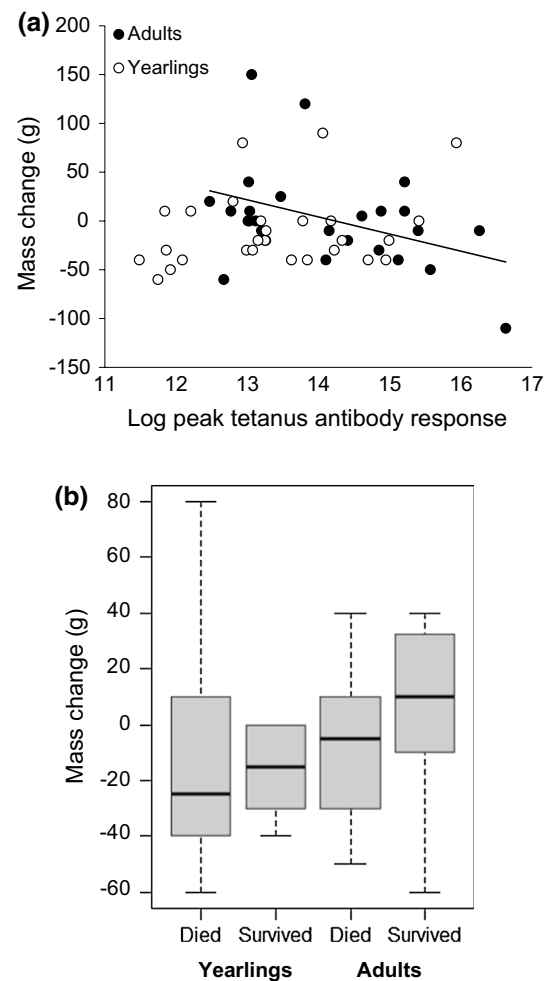 (a)
200
Adults
150
Yearlings
100
50
0
-50
-100
-150
Mass change (g)
11 12 13 14 15 16 17
Log peak tetanus antibody response
(b)
80
60
40
20
0
-20
-40
-60
Mass change (g)
Died Survived Died Survived
Yearlings Adults